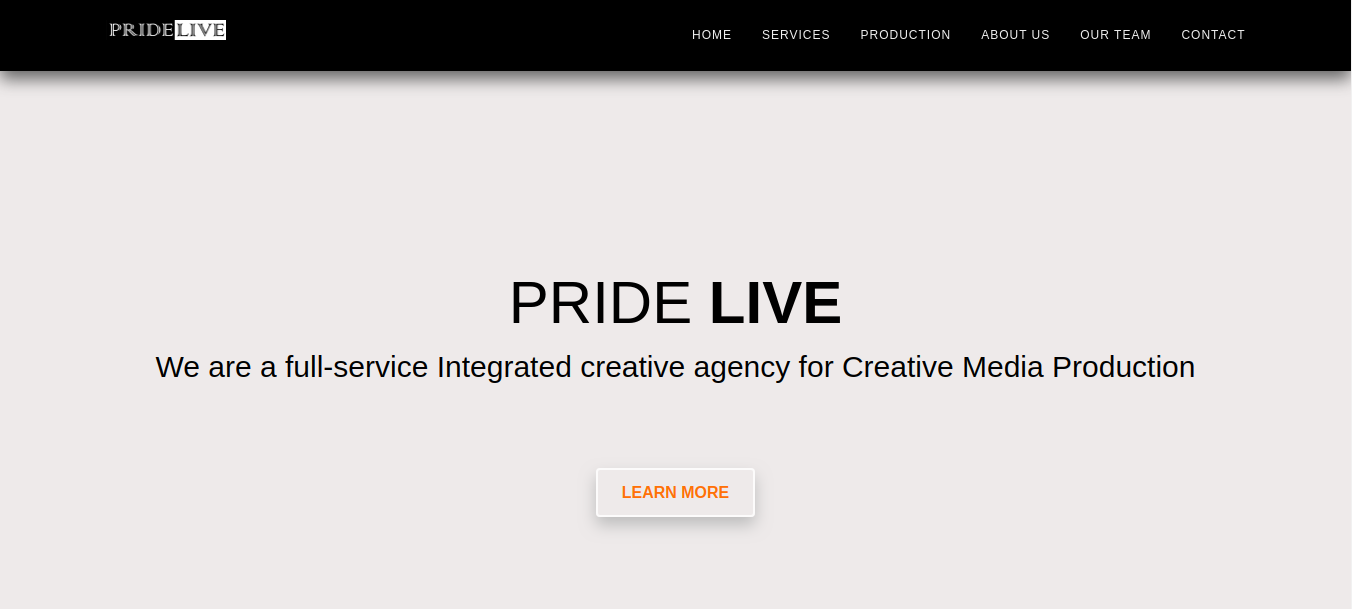 PRIDELIVE
HOME SERVICES PRODUCTION ABOUT US OUR TEAM CONTACT
PRIDE LIVE
We are a full-service Integrated creative agency for Creative Media Production
LEARN MORE